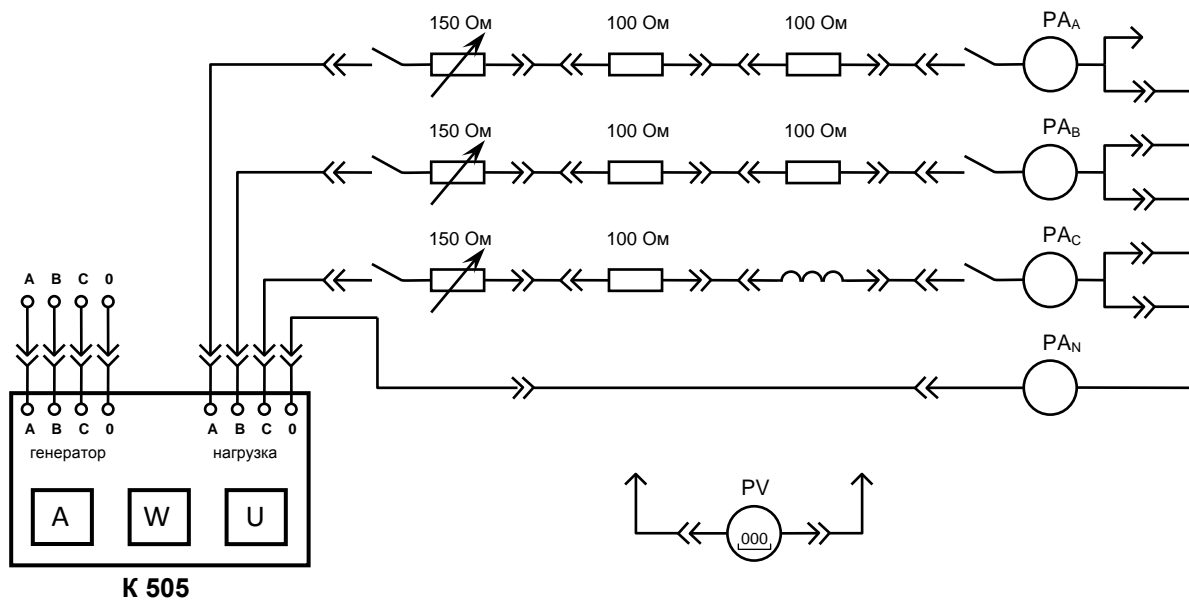 150 Ом 100 Ом 100 Ом PAA
150 Ом 100 Ом 100 Ом PAB
150 Ом 100 Ом PAC
A B C 0
PAN
A B C 0 A B C 0
генератор нагрузка
A W U
PV
000
К 505